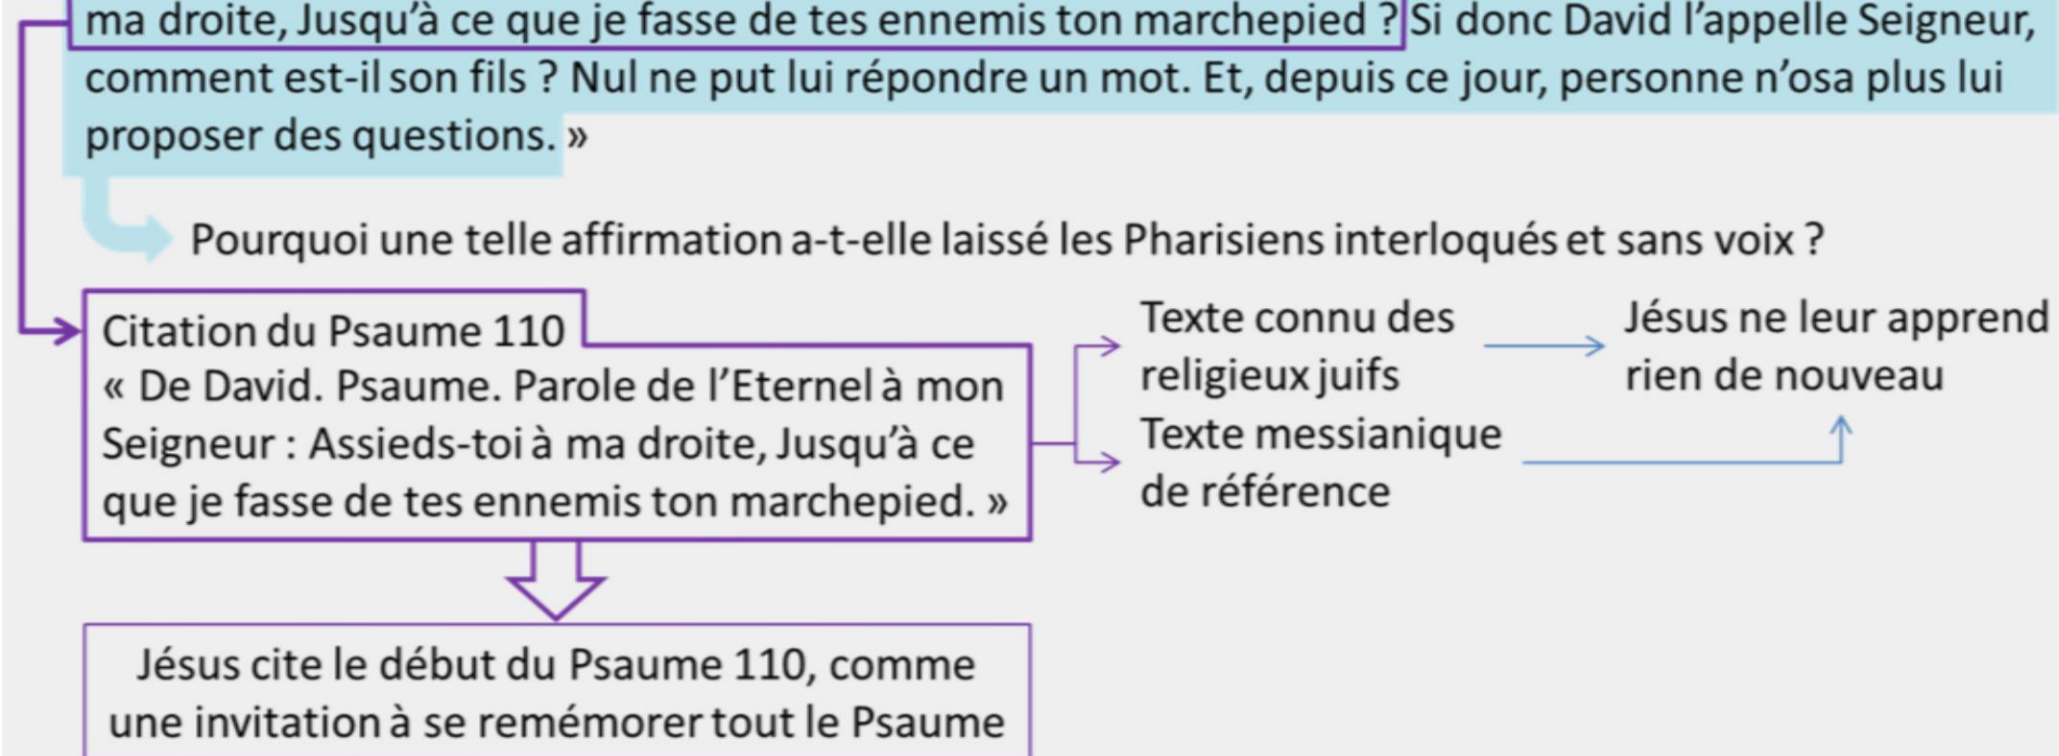 ma droite, Jusqu’à ce que je fasse de tes ennemis ton marchepied ? Si donc David l’appelle Seigneur,
comment est-il son fils ? Nul ne put lui répondre un mot. Et, depuis ce jour, personne n’osa plus lui
proposer des questions. »
Pourquoi une telle affirmation a-t-elle laissé les Pharisiens interloqués et sans voix ?
Citation du Psaume 110
« De David. Psaume. Parole de l’Eternel à mon
Seigneur : Assieds-toi à ma droite, Jusqu’à ce
que je fasse de tes ennemis ton marchepied. »
Texte connu des
religieux juifs
Jésus ne leur apprend
rien de nouveau
Texte messianique
de référence
Jésus cite le début du Psaume 110, comme
une invitation à se remémorer tout le Psaume